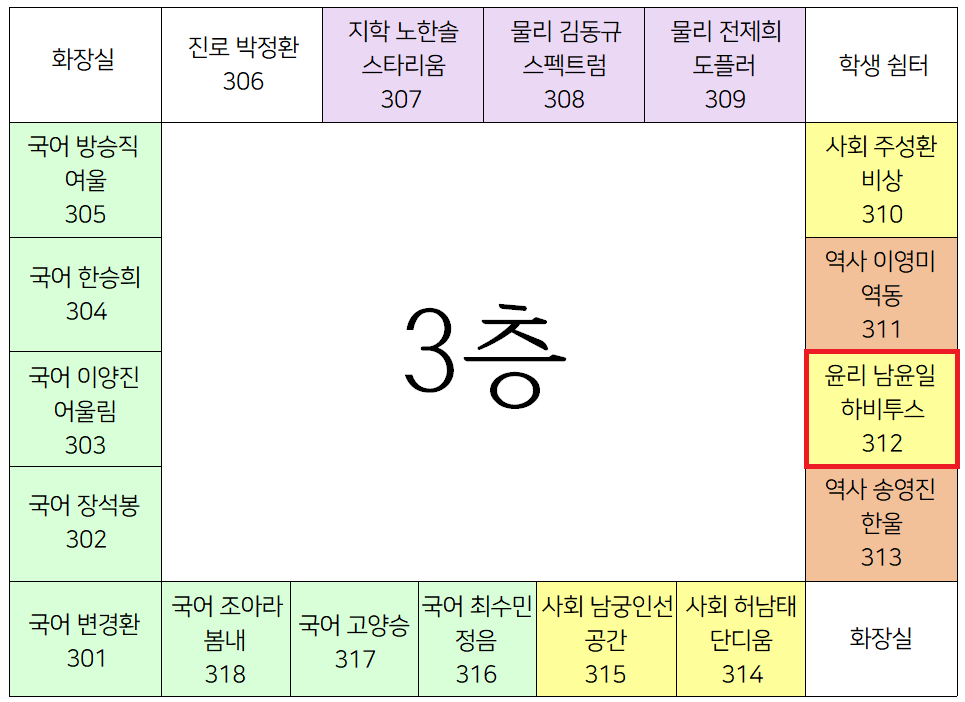 화장실
진로 박정환
306
지학 노한솔
스타리움
307
물리 김동규
스펙트럼
308
물리 전제희
도플러
309
학생 쉼터
국어 방승직
여울
305
사회 주성환
비상
310
국어 한승희
304
역사 이영미
역동
311
3층
국어 이양진
어울림
303
윤리 남윤일
하비투스
312
국어 장석봉
302
역사 송영진
한울
313
국어 변경환
301
국어 조아라
봄내
318
국어 고양승
317
국어 최수민
정음
316
사회 남궁인선
공간
315
사회 허남태
단디움
314
화장실